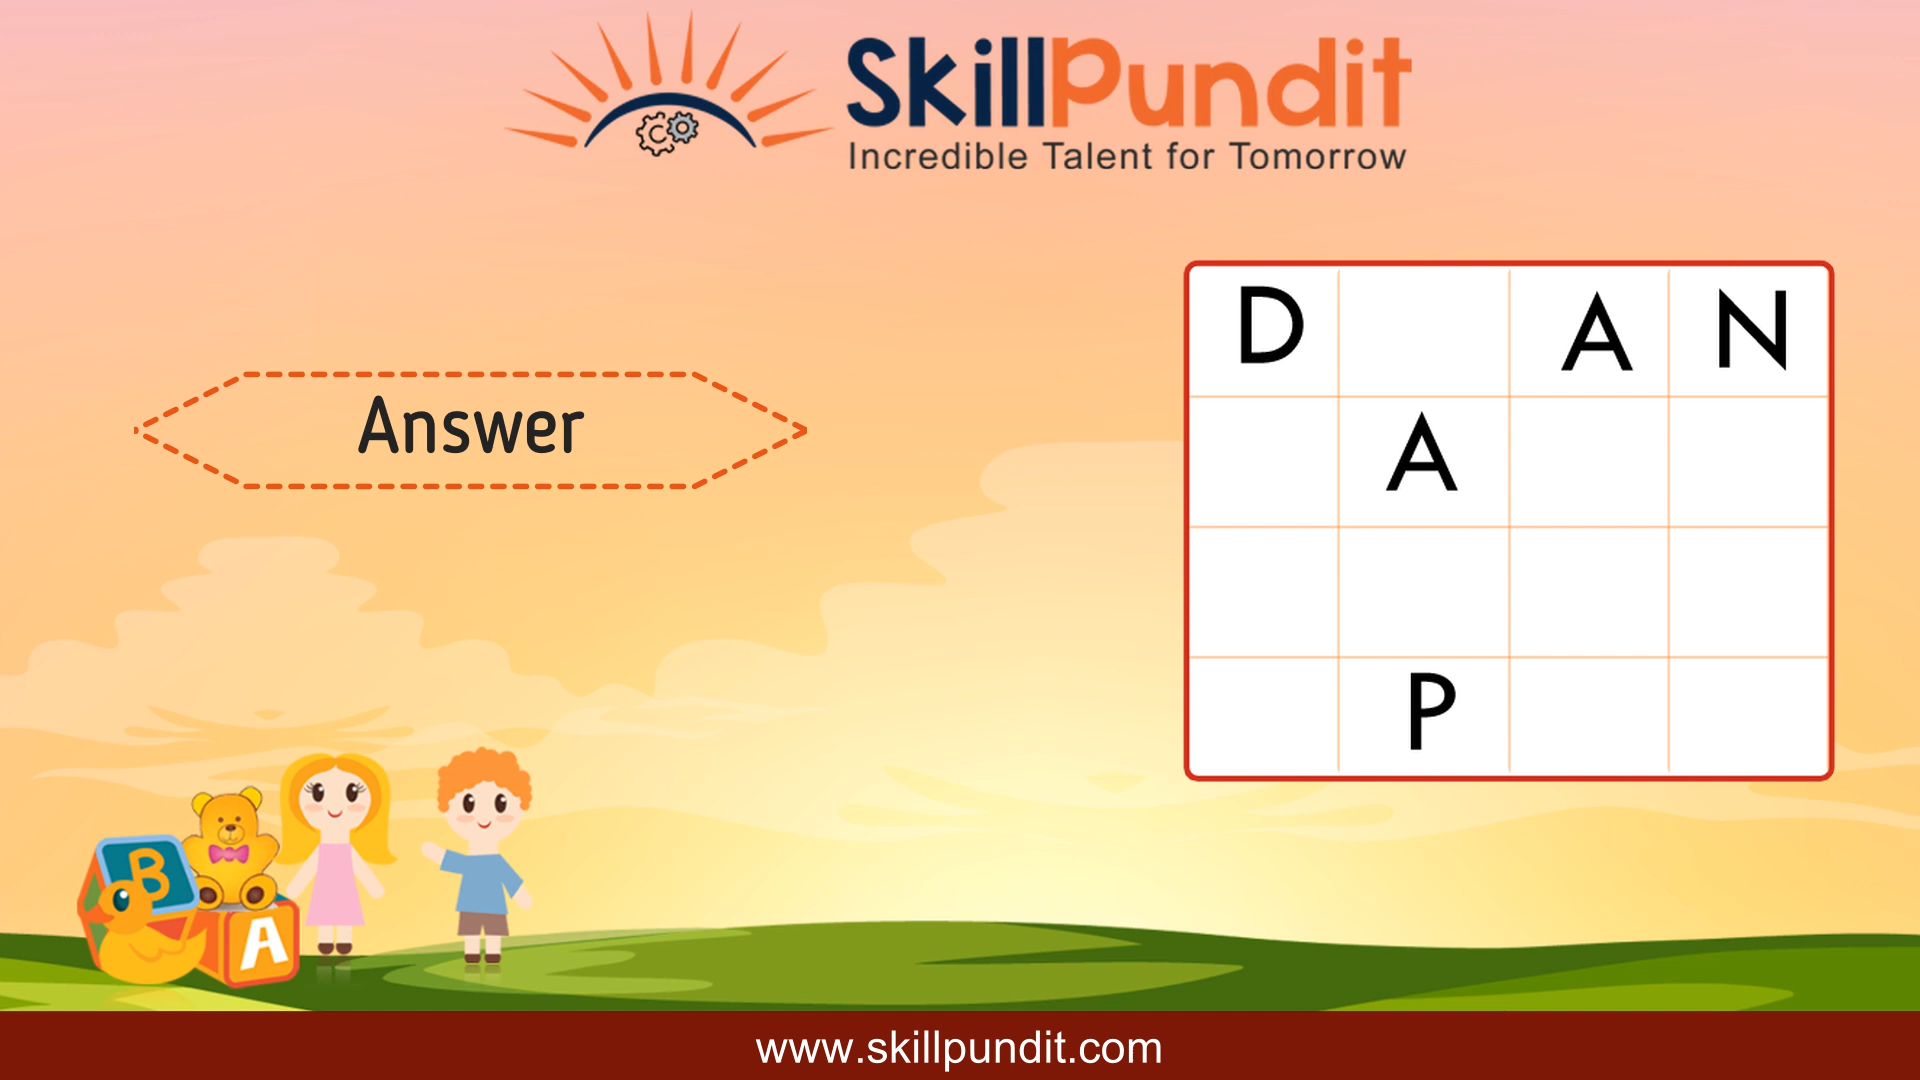 SkillPundit
Incredible Talent for Tomorrow
Answer
D A N
A
P
B
A
www.skillpundit.com